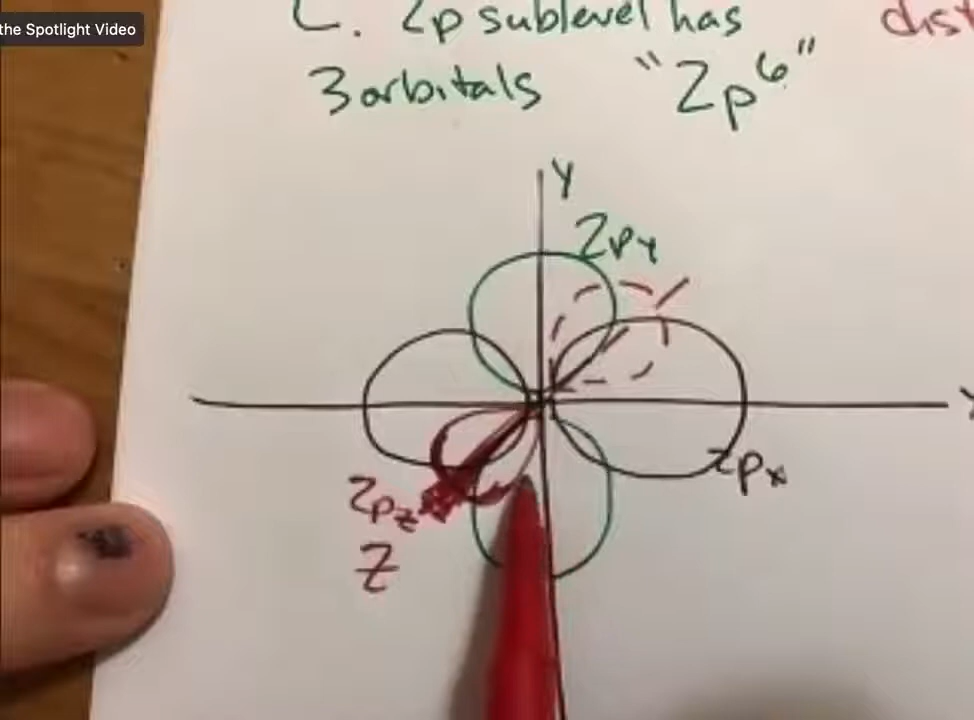 the Spotlight Video
C. 2p sublevel has
3 orbitals "2p⁶"
Y
2pY
2px
2pz
Z